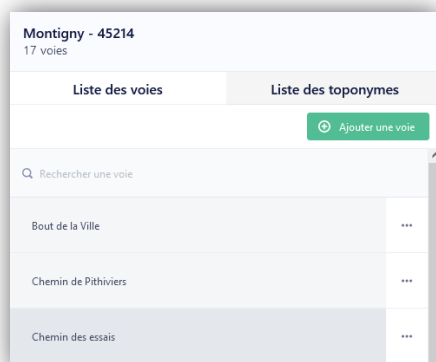 Montigny - 45214
17 voies
Liste des voies
Liste des toponymes
Ajouter une voie
Rechercher une voie
Bout de la Ville
Chemin de Pithiviers
Chemin des essais